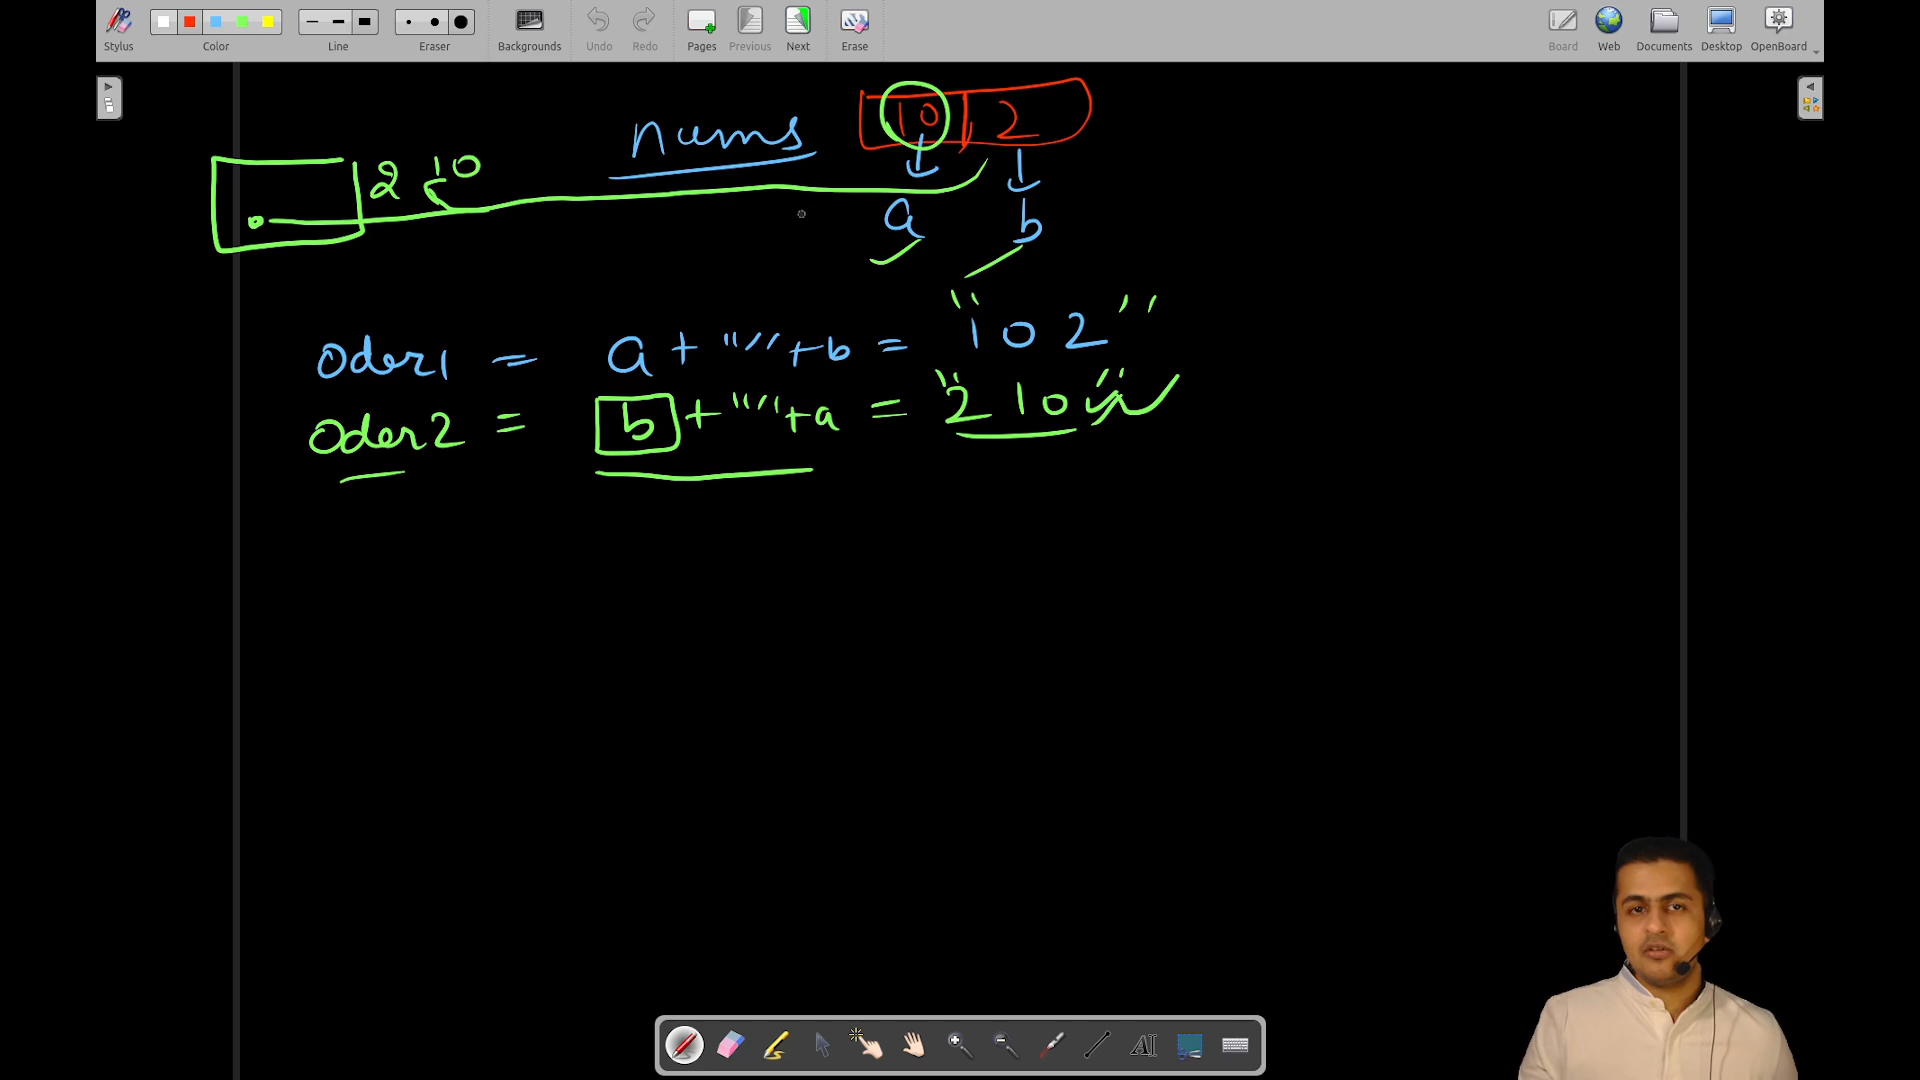 Stylus Color Line Eraser Backgrounds Undo Redo Pages Previous Next Erase Board Web Documents Desktop OpenBoard
nums 10 2
2 10
a b
Oder1 = a + "" + b = "102"
Oder2 = b + "" + a = "210"